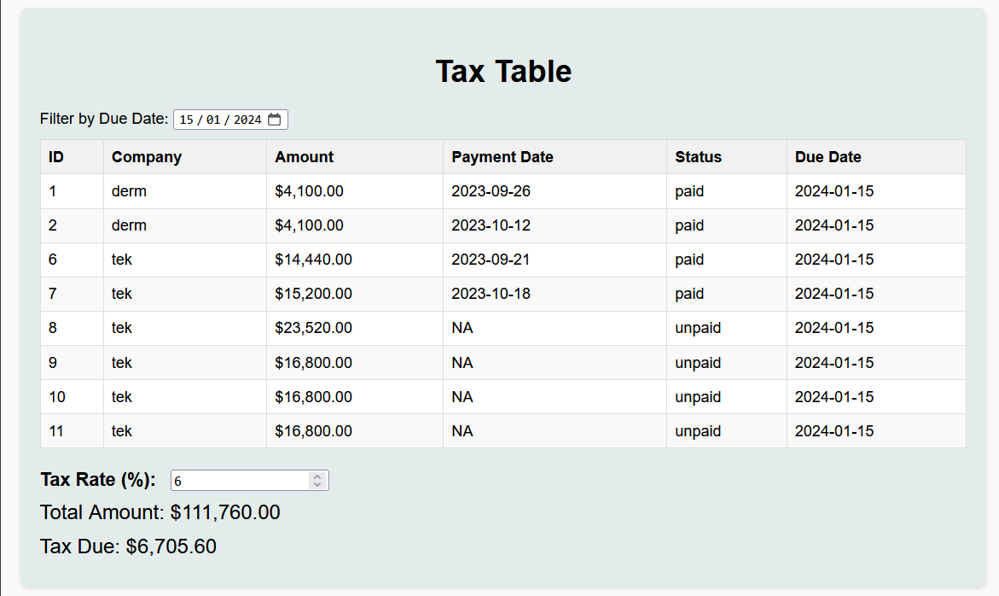 Tax Table
Filter by Due Date: 15 / 01 / 2024
ID Company Amount Payment Date Status Due Date
1 derm $4,100.00 2023-09-26 paid 2024-01-15
2 derm $4,100.00 2023-10-12 paid 2024-01-15
6 tek $14,440.00 2023-09-21 paid 2024-01-15
7 tek $15,200.00 2023-10-18 paid 2024-01-15
8 tek $23,520.00 NA unpaid 2024-01-15
9 tek $16,800.00 NA unpaid 2024-01-15
10 tek $16,800.00 NA unpaid 2024-01-15
11 tek $16,800.00 NA unpaid 2024-01-15
Tax Rate (%): 6
Total Amount: $111,760.00
Tax Due: $6,705.60